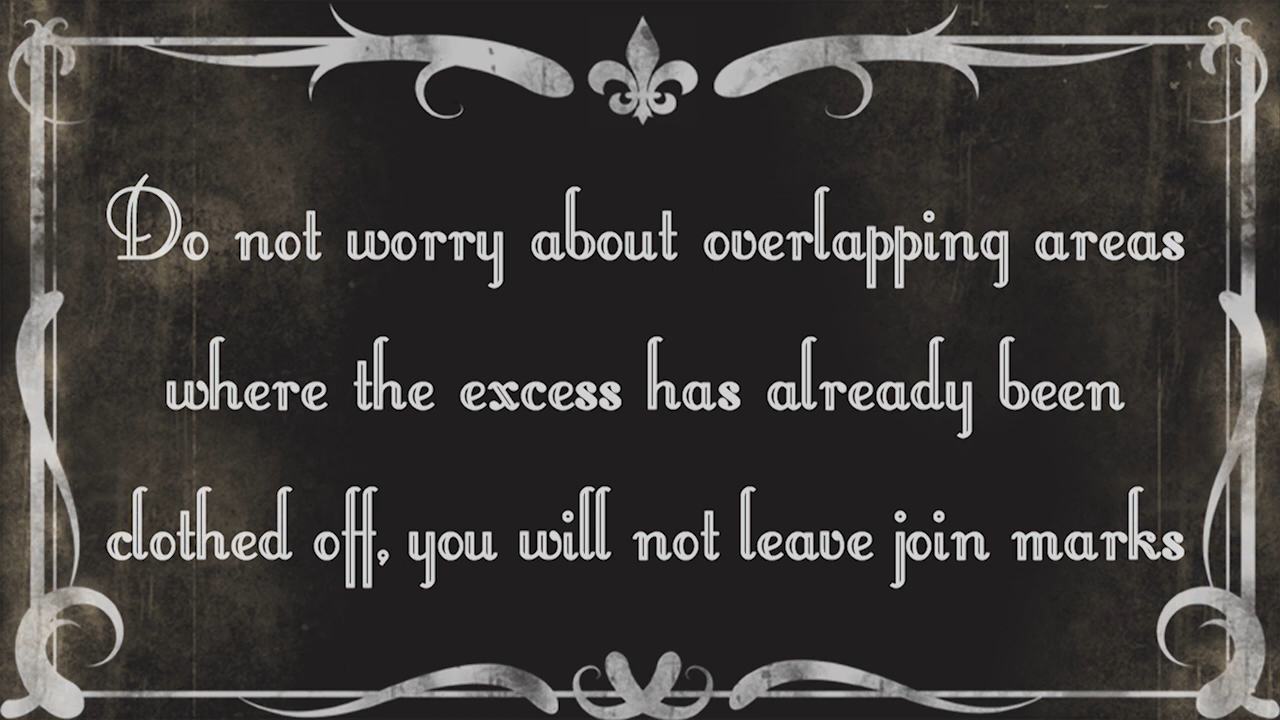 Do not worry about overlapping areas
where the excess has already been
clothed off, you will not leave join marks